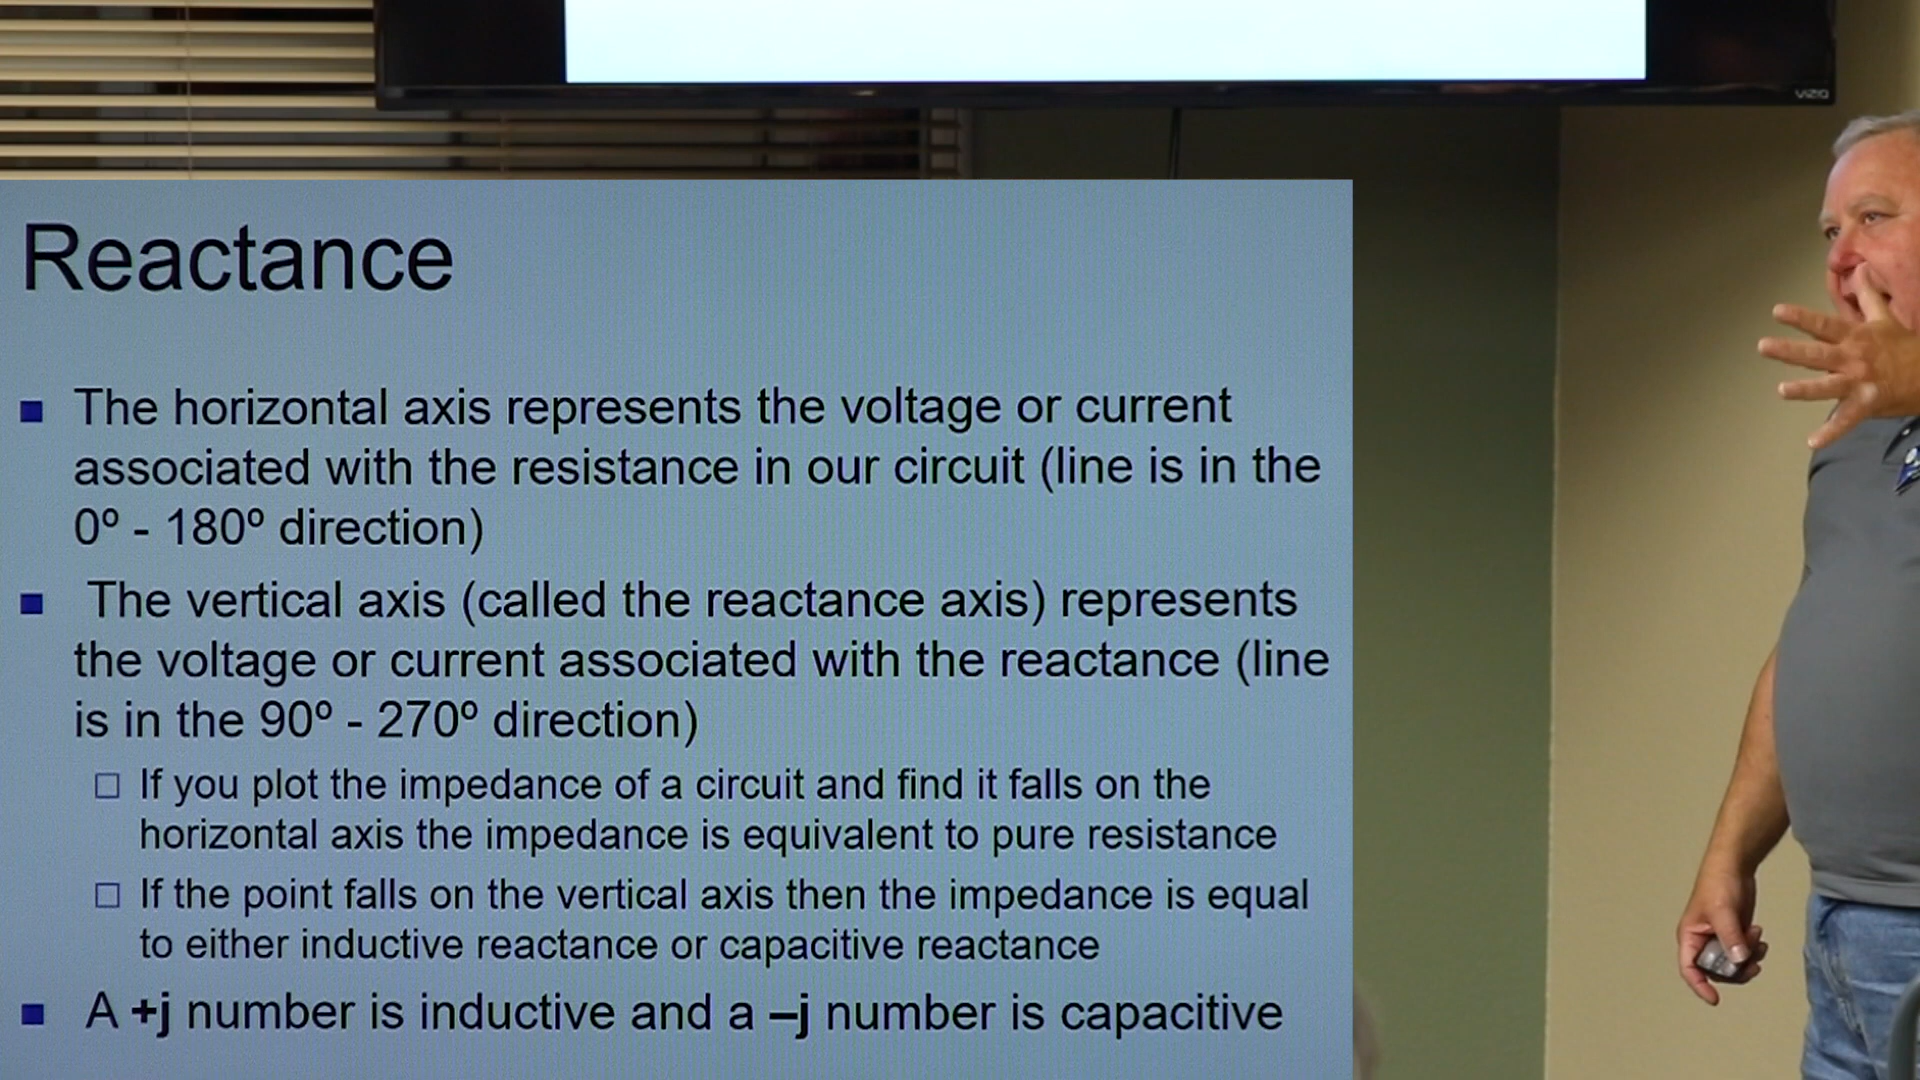 VIZIO
Reactance
■ The horizontal axis represents the voltage or current
associated with the resistance in our circuit (line is in the
0º - 180º direction)
■ The vertical axis (called the reactance axis) represents
the voltage or current associated with the reactance (line
is in the 90º - 270º direction)
□ If you plot the impedance of a circuit and find it falls on the
horizontal axis the impedance is equivalent to pure resistance
□ If the point falls on the vertical axis then the impedance is equal
to either inductive reactance or capacitive reactance
■ A +j number is inductive and a –j number is capacitive